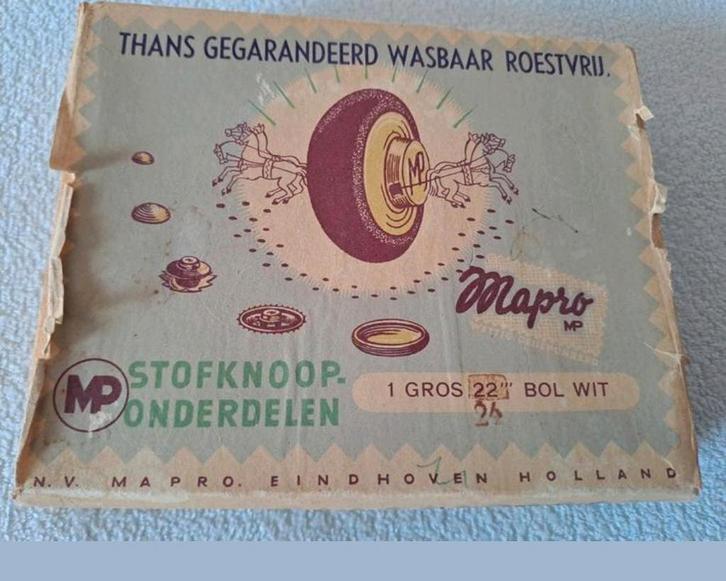 THANS GEGARANDEERD WASBAAR ROESTVRIJ.
MP
Mapro
MP
MP STOFKNOOP-
ONDERDELEN
1 GROS 22''' BOL WIT
24
N.V. MAPRO. EINDHOVEN HOLLAND